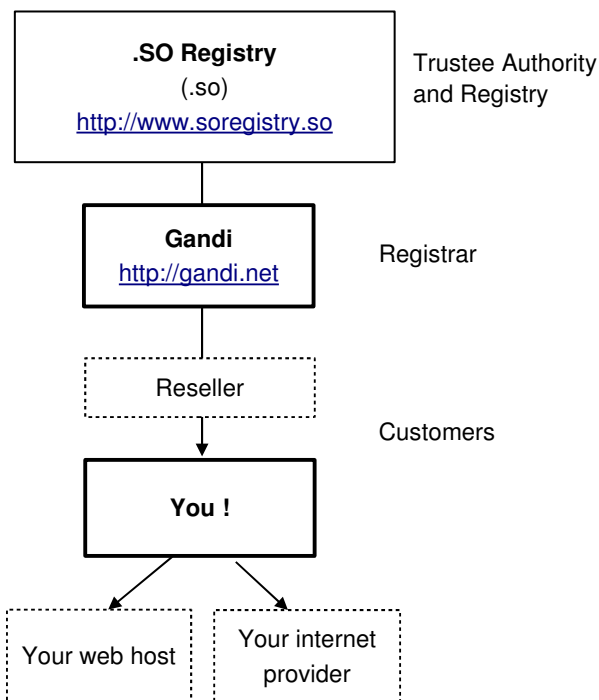 .SO Registry
(.so)
http://www.soregistry.so
Trustee Authority
and Registry
Gandi
http://gandi.net
Registrar
Reseller
Customers
You !
Your web host
Your internet
provider